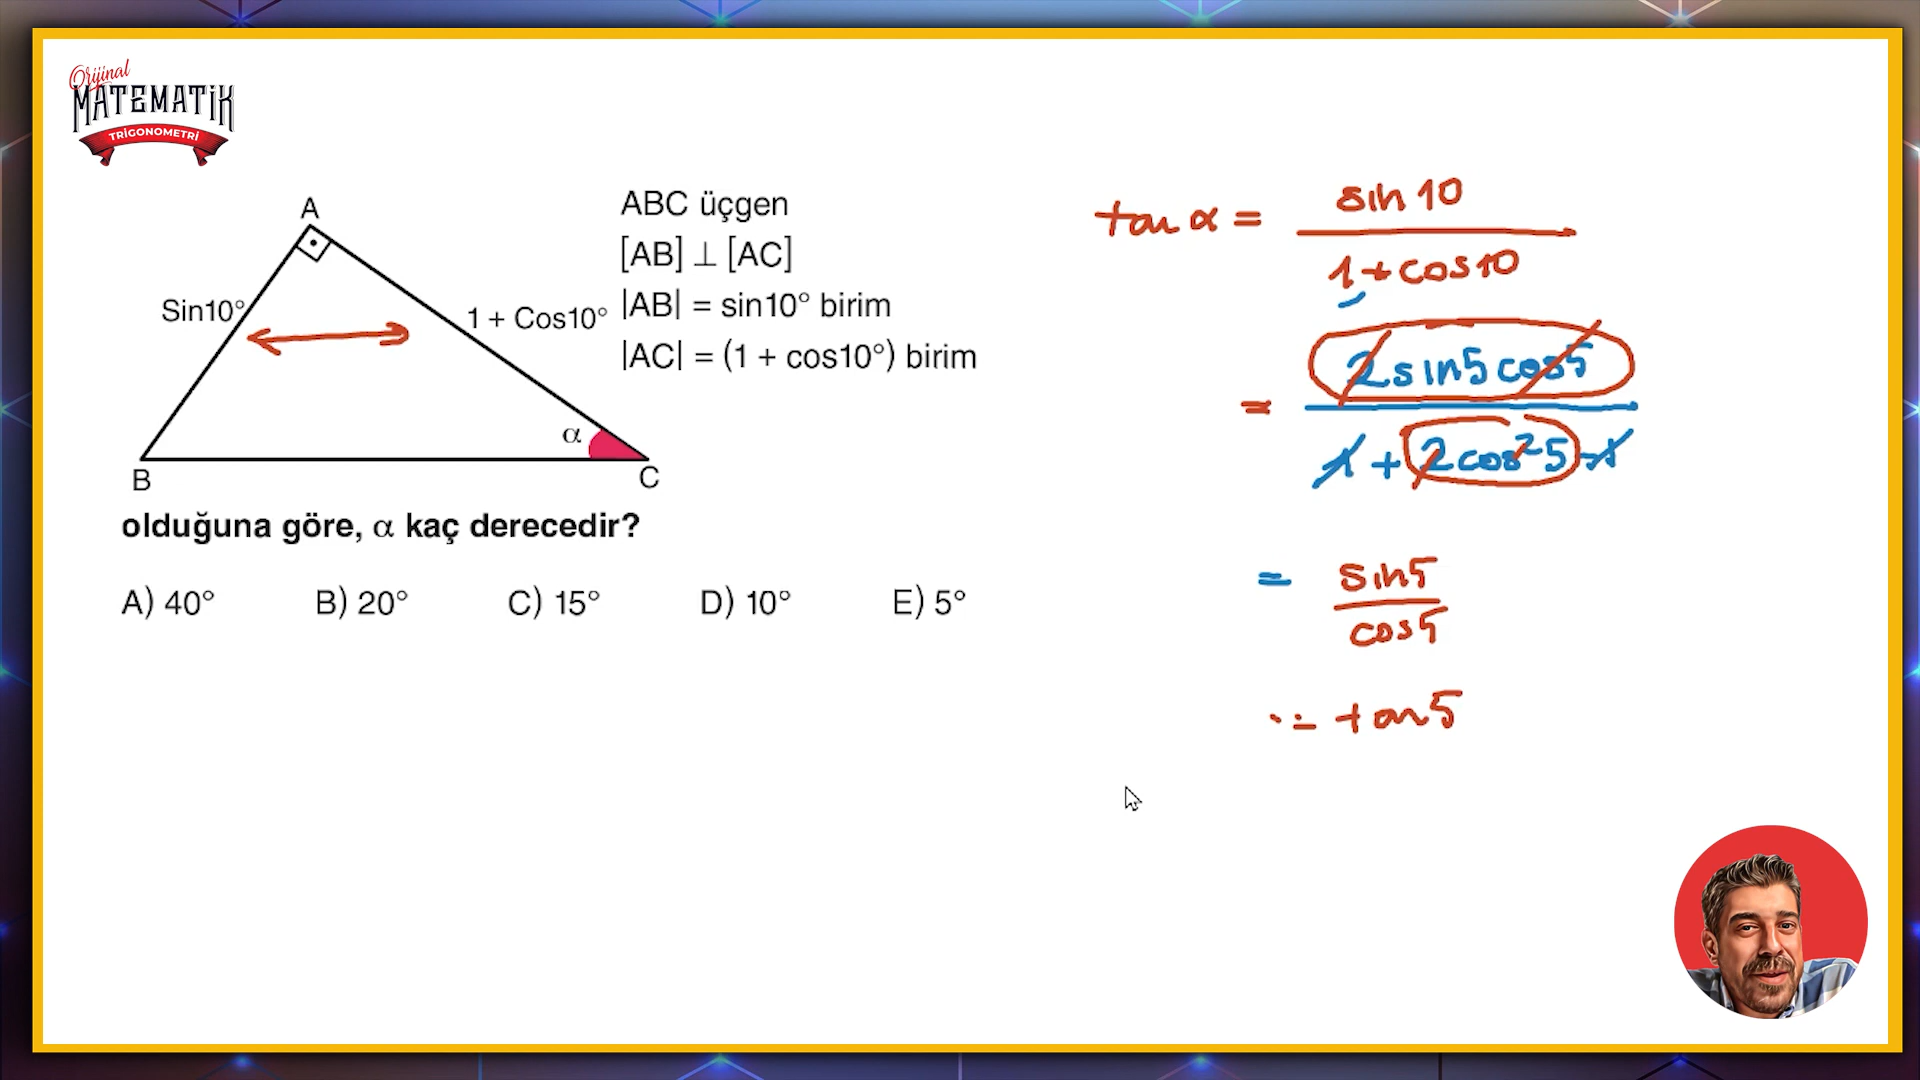 Orijinal
MATEMATİK
TRİGONOMETRİ
A
Sin10°
1 + Cos10°
α
B
C
ABC üçgen
[AB] ⊥ [AC]
|AB| = sin10° birim
|AC| = (1 + cos10°) birim
olduğuna göre, α kaç derecedir?
A) 40° B) 20° C) 15° D) 10° E) 5°
tan α = sin 10 / 1 + cos10
= 2 sin5 cos5 / 1 + 2cos²5 - 1
= sin5 / cos5
= tan5